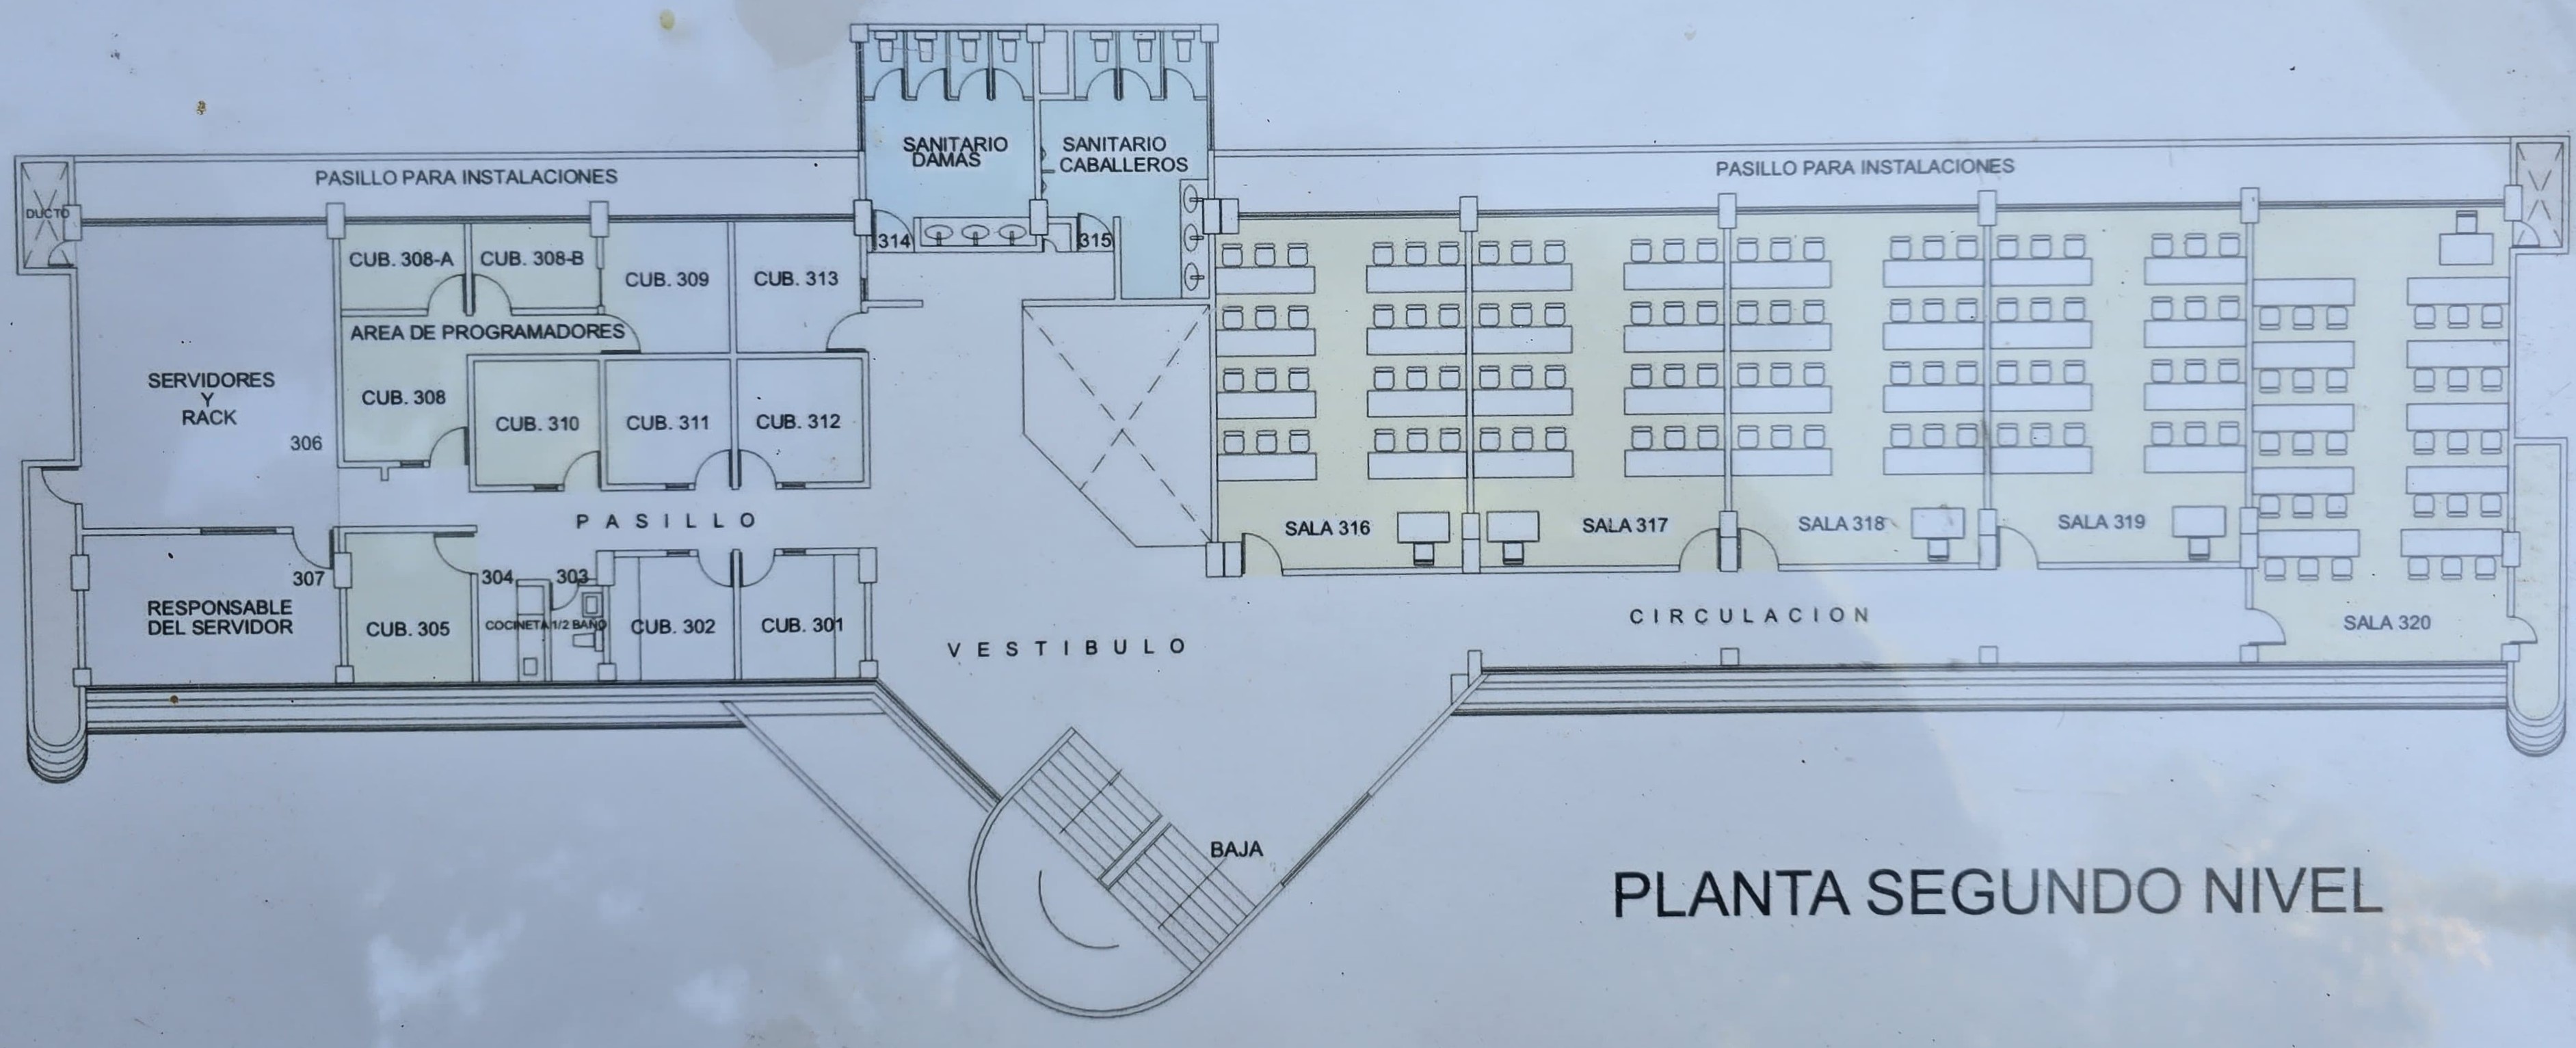 SANITARIO
DAMAS
SANITARIO
CABALLEROS
PASILLO PARA INSTALACIONES
PASILLO PARA INSTALACIONES
DUCTO
314
315
CUB. 308-A
CUB. 308-B
CUB. 309
CUB. 313
AREA DE PROGRAMADORES
SERVIDORES
Y
RACK
306
CUB. 308
CUB. 310
CUB. 311
CUB. 312
PASILLO
SALA 316
SALA 317
SALA 318
SALA 319
307
304
303
RESPONSABLE
DEL SERVIDOR
CUB. 305
COCINETA
1/2 BAÑO
CUB. 302
CUB. 301
VESTIBULO
CIRCULACION
SALA 320
BAJA
PLANTA SEGUNDO NIVEL